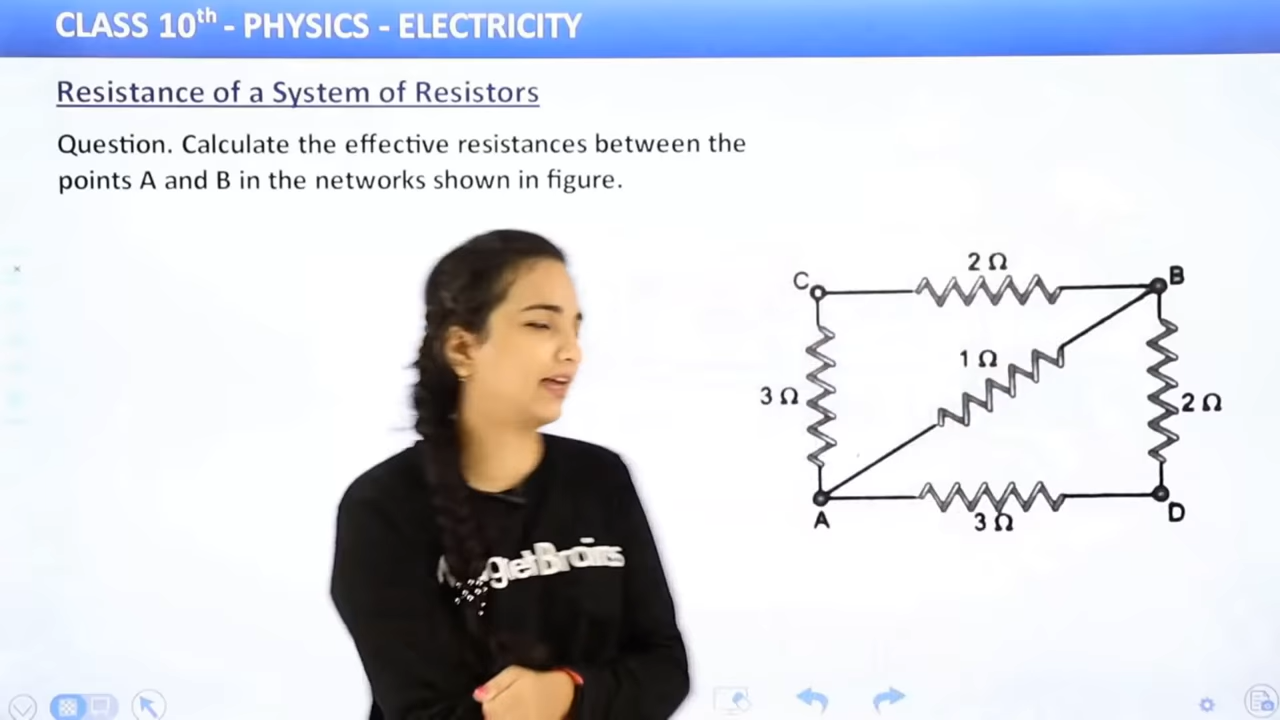 CLASS 10th - PHYSICS - ELECTRICITY
Resistance of a System of Resistors
Question. Calculate the effective resistances between the
points A and B in the networks shown in figure.
2 Ω
C
B
1 Ω
3 Ω
2 Ω
A
3 Ω
D